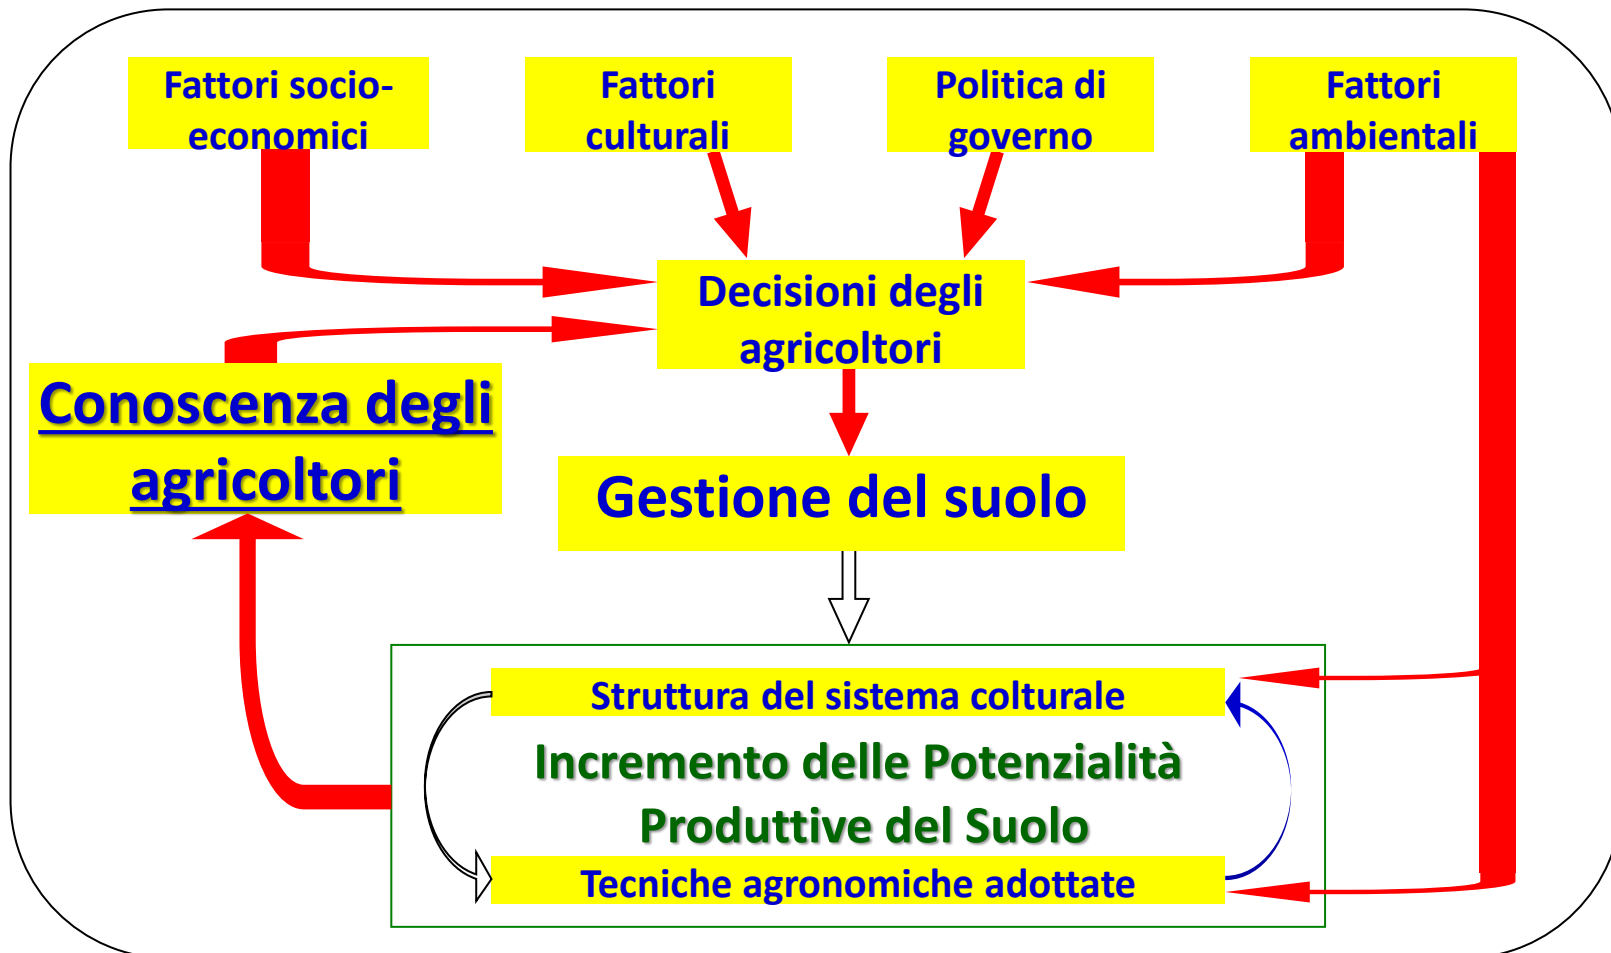 Fattori socio-
economici
Fattori
culturali
Politica di
governo
Fattori
ambientali
Decisioni degli
agricoltori
Conoscenza degli
agricoltori
Gestione del suolo
Struttura del sistema colturale
Incremento delle Potenzialità
Produttive del Suolo
Tecniche agronomiche adottate